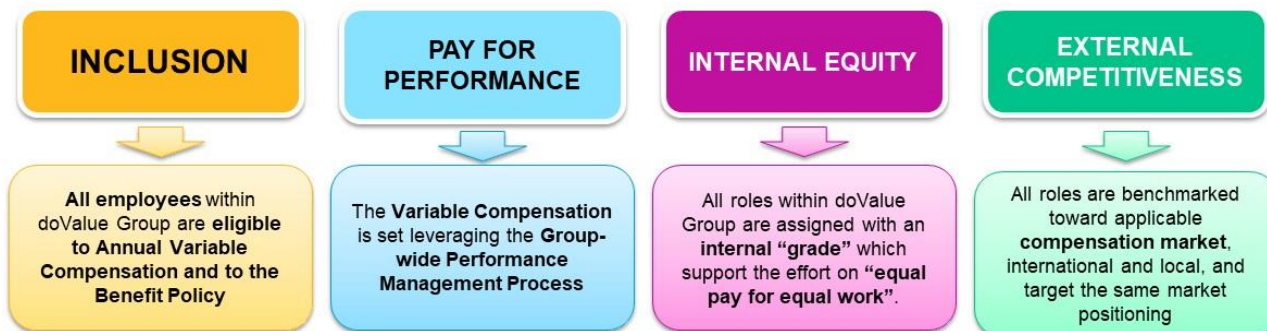 INCLUSION
PAY FOR
PERFORMANCE
INTERNAL EQUITY
EXTERNAL
COMPETITIVENESS
All employees within
doValue Group are eligible
to Annual Variable
Compensation and to the
Benefit Policy
The Variable Compensation
is set leveraging the Group-
wide Performance
Management Process
All roles within doValue
Group are assigned with an
internal “grade” which
support the effort on “equal
pay for equal work”.
All roles are benchmarked
toward applicable
compensation market,
international and local, and
target the same market
positioning